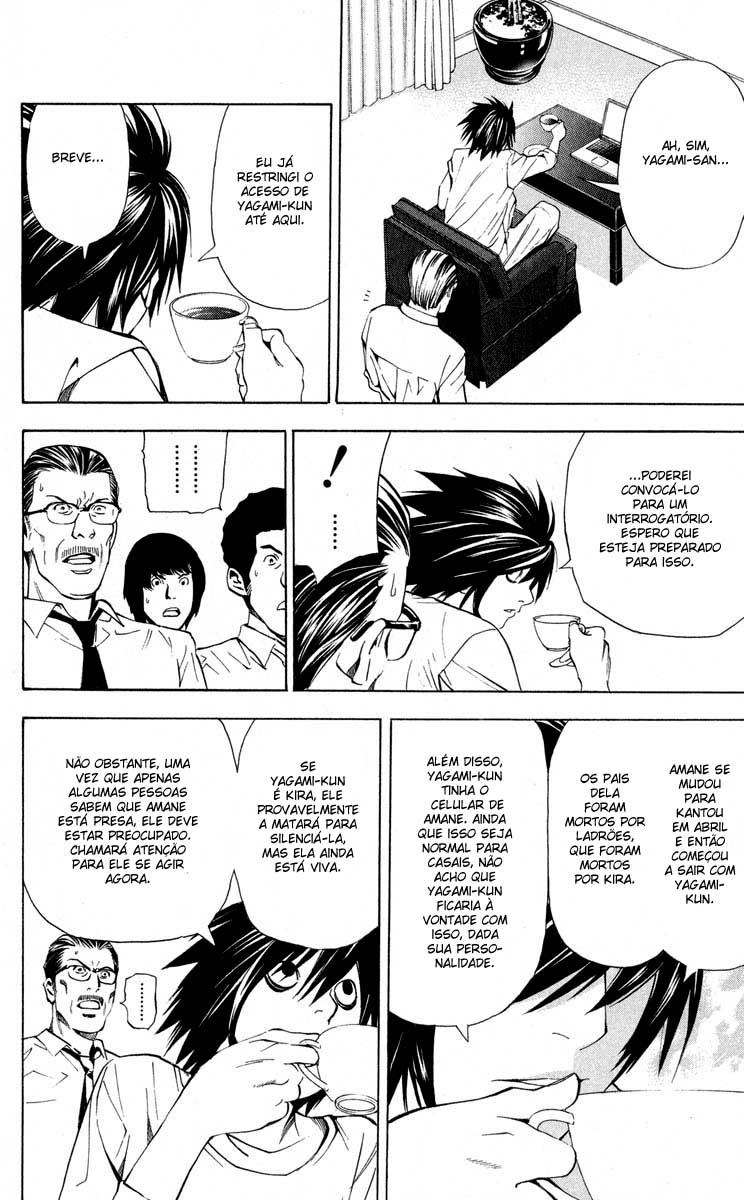 AH, SIM,
YAGAMI-SAN...
EU JÁ
RESTRINGI O
ACESSO DE
YAGAMI-KUN
ATÉ AQUI.
BREVE...
...PODEREI
CONVOCÁ-LO
PARA UM
INTERROGATÓRIO.
ESPERO QUE
ESTEJA PREPARADO
PARA ISSO.
!
......
......
AMANE SE
MUDOU
PARA
KANTOU
EM ABRIL
E ENTÃO
COMEÇOU
A SAIR COM
YAGAMI-
KUN.
OS PAIS
DELA
FORAM
MORTOS POR
LADRÕES,
QUE FORAM
MORTOS
POR KIRA.
ALÉM DISSO,
YAGAMI-KUN
TINHA O
CELULAR DE
AMANE. AINDA
QUE ISSO SEJA
NORMAL PARA
CASAIS, NÃO
ACHO QUE
YAGAMI-KUN
FICARIA À
VONTADE COM
ISSO, DADA
SUA PERSO-
NALIDADE.
SE
YAGAMI-KUN
É KIRA, ELE
PROVAVELMENTE
A MATARÁ PARA
SILENCIÁ-LA,
MAS ELA AINDA
ESTÁ VIVA.
NÃO OBSTANTE, UMA
VEZ QUE APENAS
ALGUMAS PESSOAS
SABEM QUE AMANE
ESTÁ PRESA, ELE DEVE
ESTAR PREOCUPADO.
CHAMARÁ ATENÇÃO
PARA ELE SE AGIR
AGORA.
......